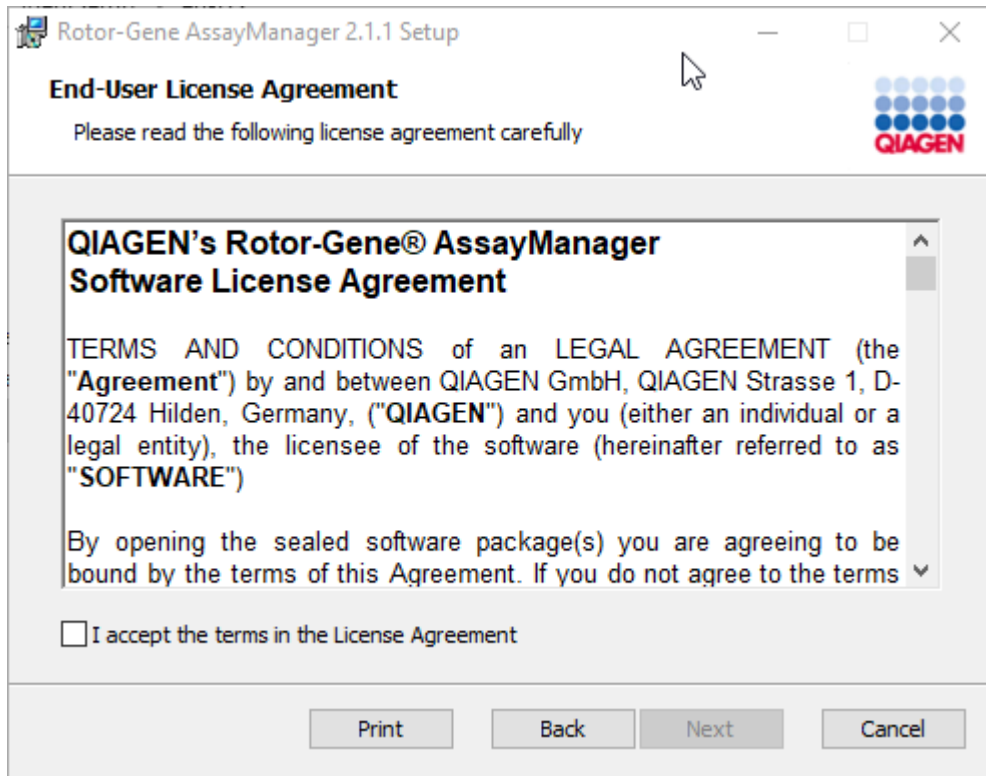 Rotor-Gene AssayManager 2.1.1 Setup
End-User License Agreement
Please read the following license agreement carefully
QIAGEN
QIAGEN’s Rotor-Gene® AssayManager
Software License Agreement
TERMS AND CONDITIONS of an LEGAL AGREEMENT (the
"Agreement") by and between QIAGEN GmbH, QIAGEN Strasse 1, D-
40724 Hilden, Germany, ("QIAGEN") and you (either an individual or a
legal entity), the licensee of the software (hereinafter referred to as
"SOFTWARE")
By opening the sealed software package(s) you are agreeing to be
bound by the terms of this Agreement. If you do not agree to the terms
I accept the terms in the License Agreement
Print Back Next Cancel